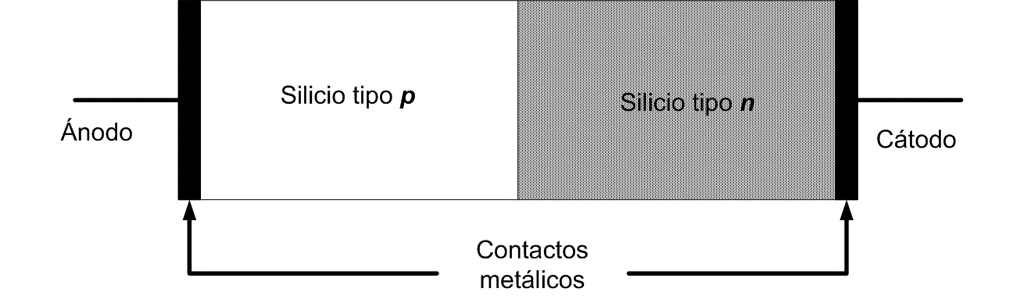 Silicio tipo p
Silicio tipo n
Ánodo
Cátodo
Contactos
metálicos